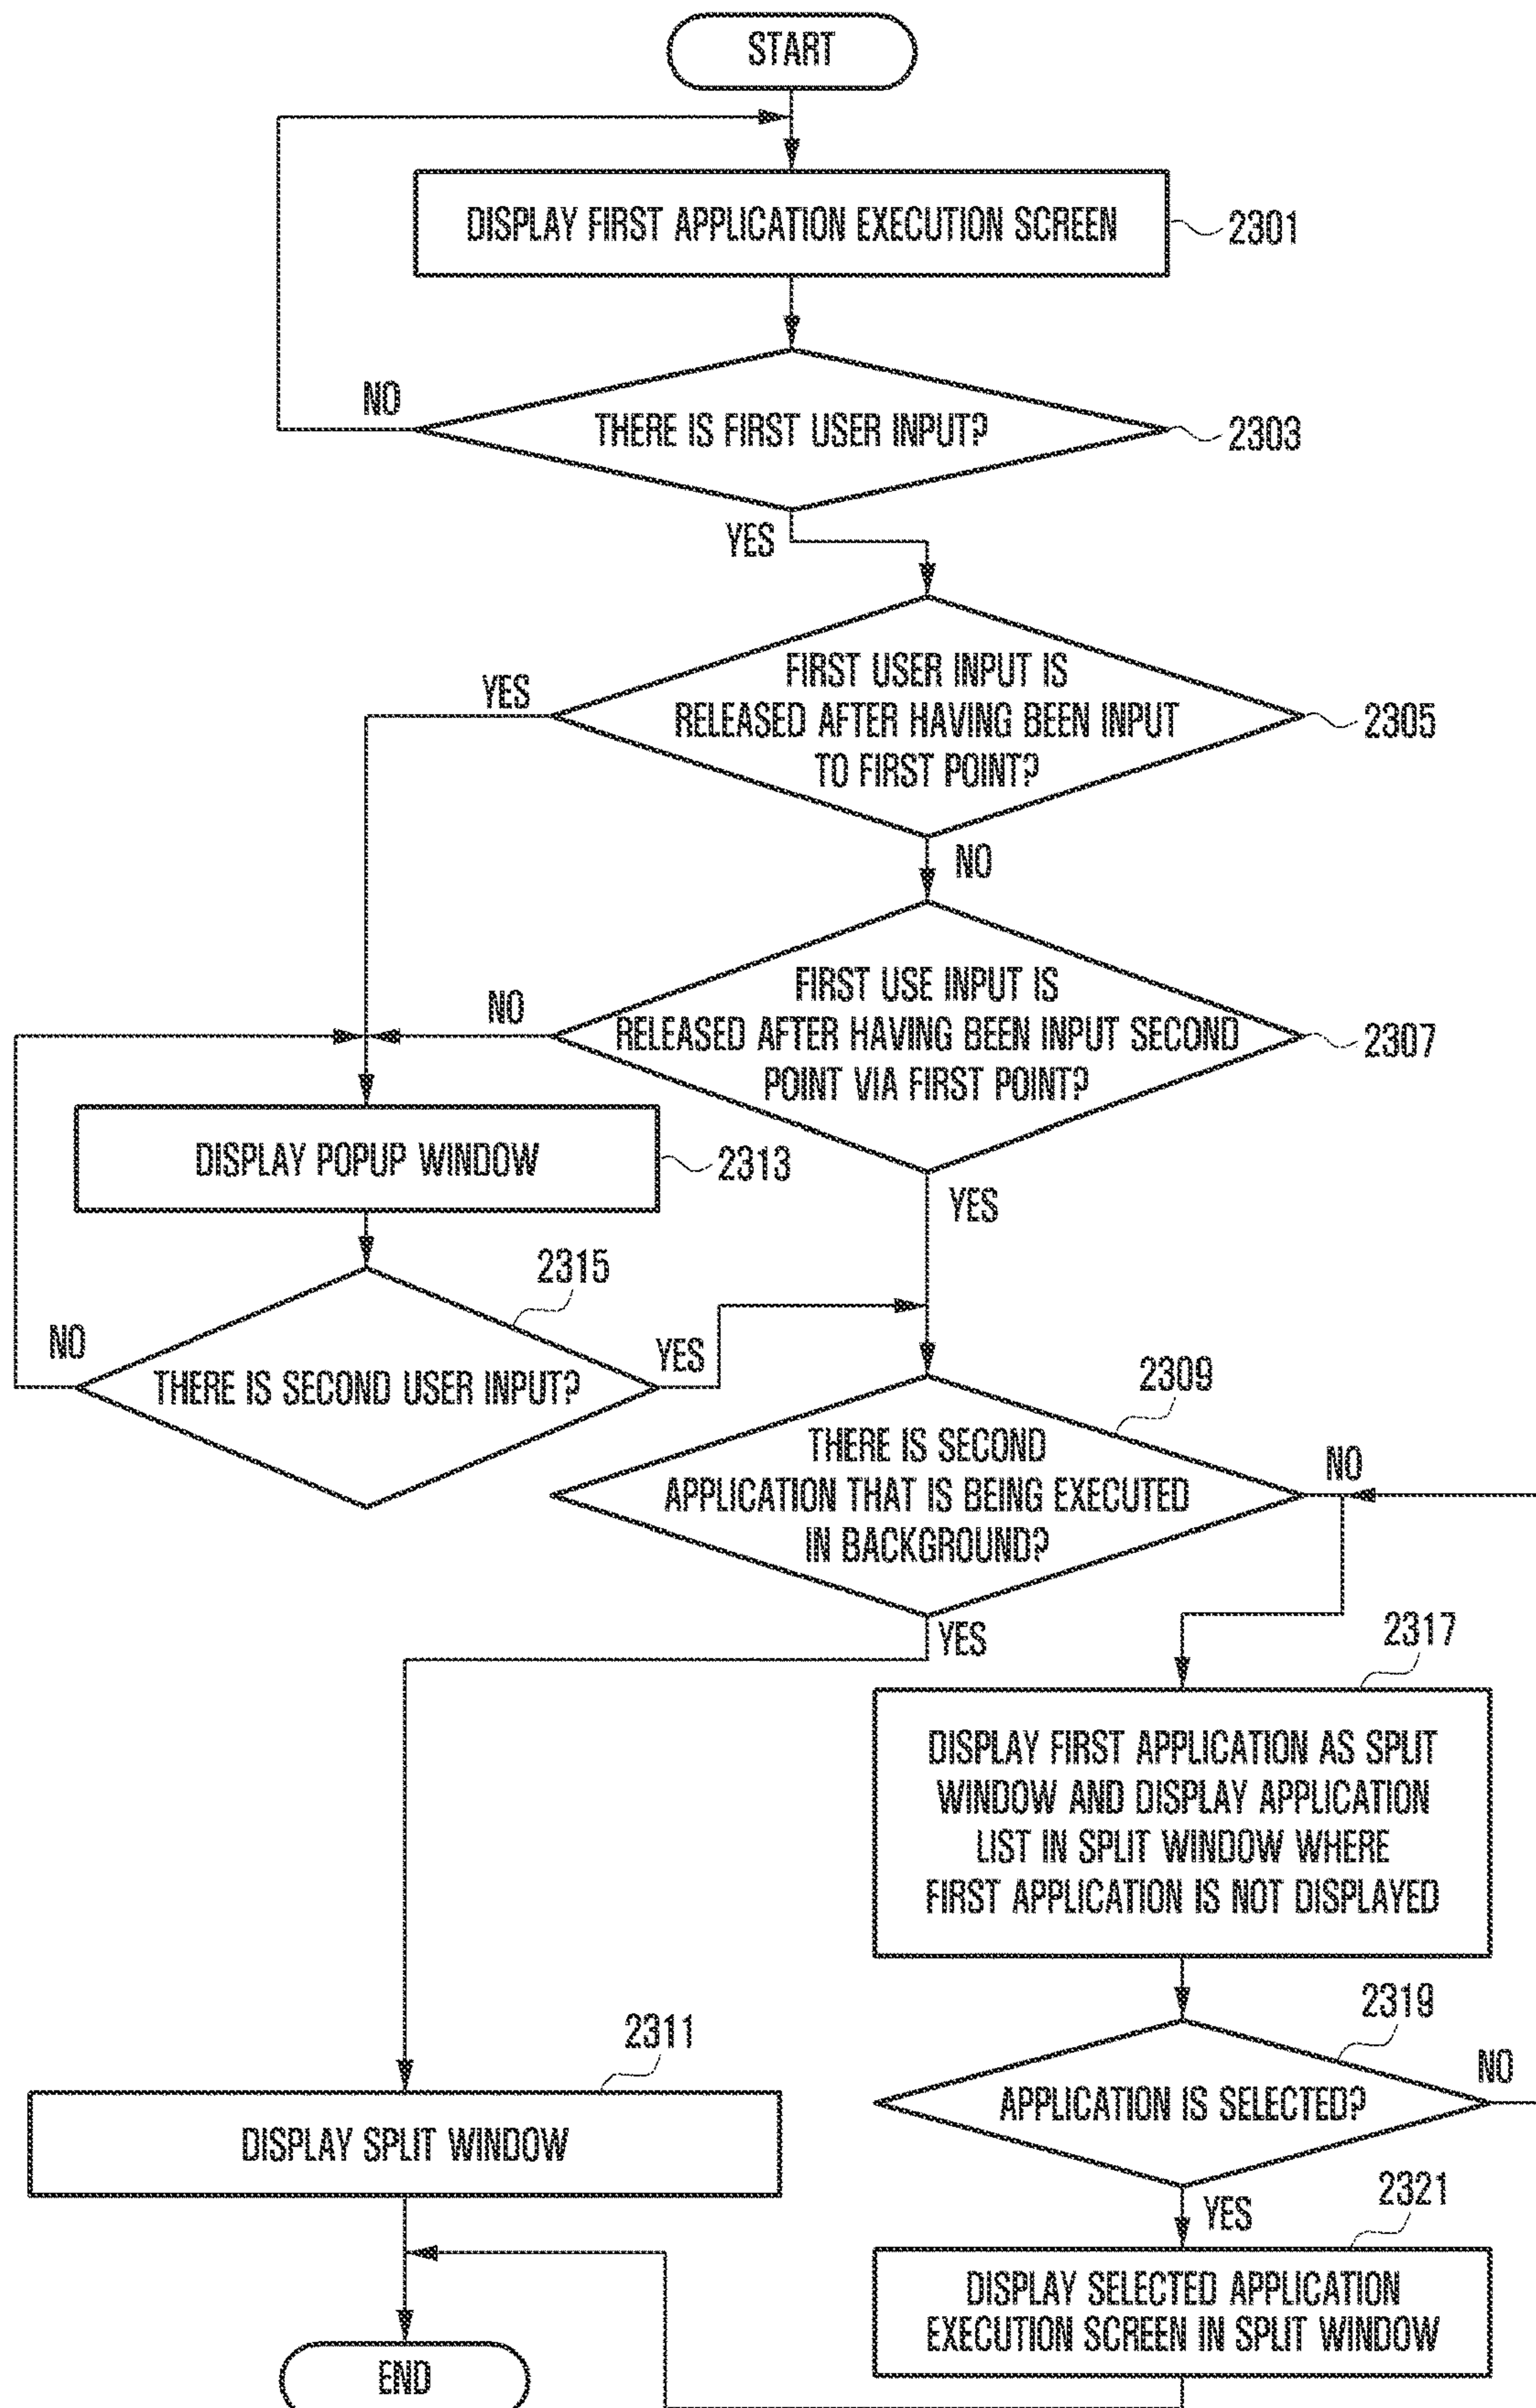 START
DISPLAY FIRST APPLICATION EXECUTION SCREEN
2301
NO
THERE IS FIRST USER INPUT?
2303
YES
FIRST USER INPUT IS
RELEASED AFTER HAVING BEEN INPUT
TO FIRST POINT?
YES
2305
NO
FIRST USE INPUT IS
RELEASED AFTER HAVING BEEN INPUT SECOND
POINT VIA FIRST POINT?
NO
2307
DISPLAY POPUP WINDOW
2313
YES
2315
NO
THERE IS SECOND USER INPUT?
YES
2309
THERE IS SECOND
APPLICATION THAT IS BEING EXECUTED
IN BACKGROUND?
NO
YES
2317
DISPLAY FIRST APPLICATION AS SPLIT
WINDOW AND DISPLAY APPLICATION
LIST IN SPLIT WINDOW WHERE
FIRST APPLICATION IS NOT DISPLAYED
2319
APPLICATION IS SELECTED?
NO
2311
DISPLAY SPLIT WINDOW
YES
2321
DISPLAY SELECTED APPLICATION
EXECUTION SCREEN IN SPLIT WINDOW
END